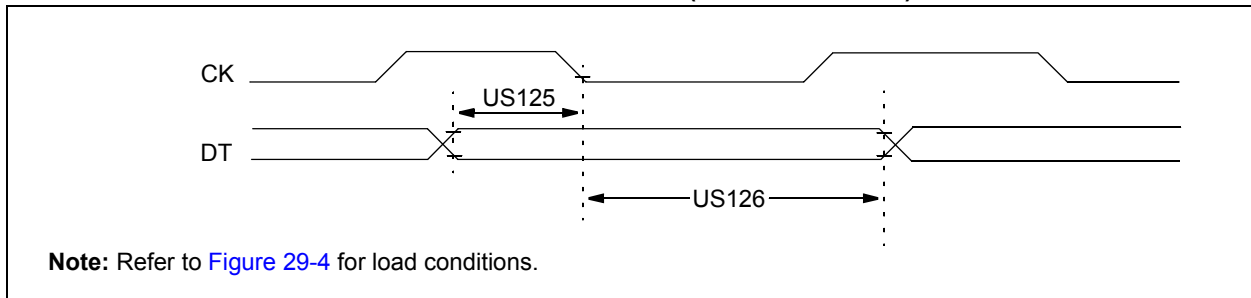 CK
US125
DT
US126
Note: Refer to Figure 29-4 for load conditions.